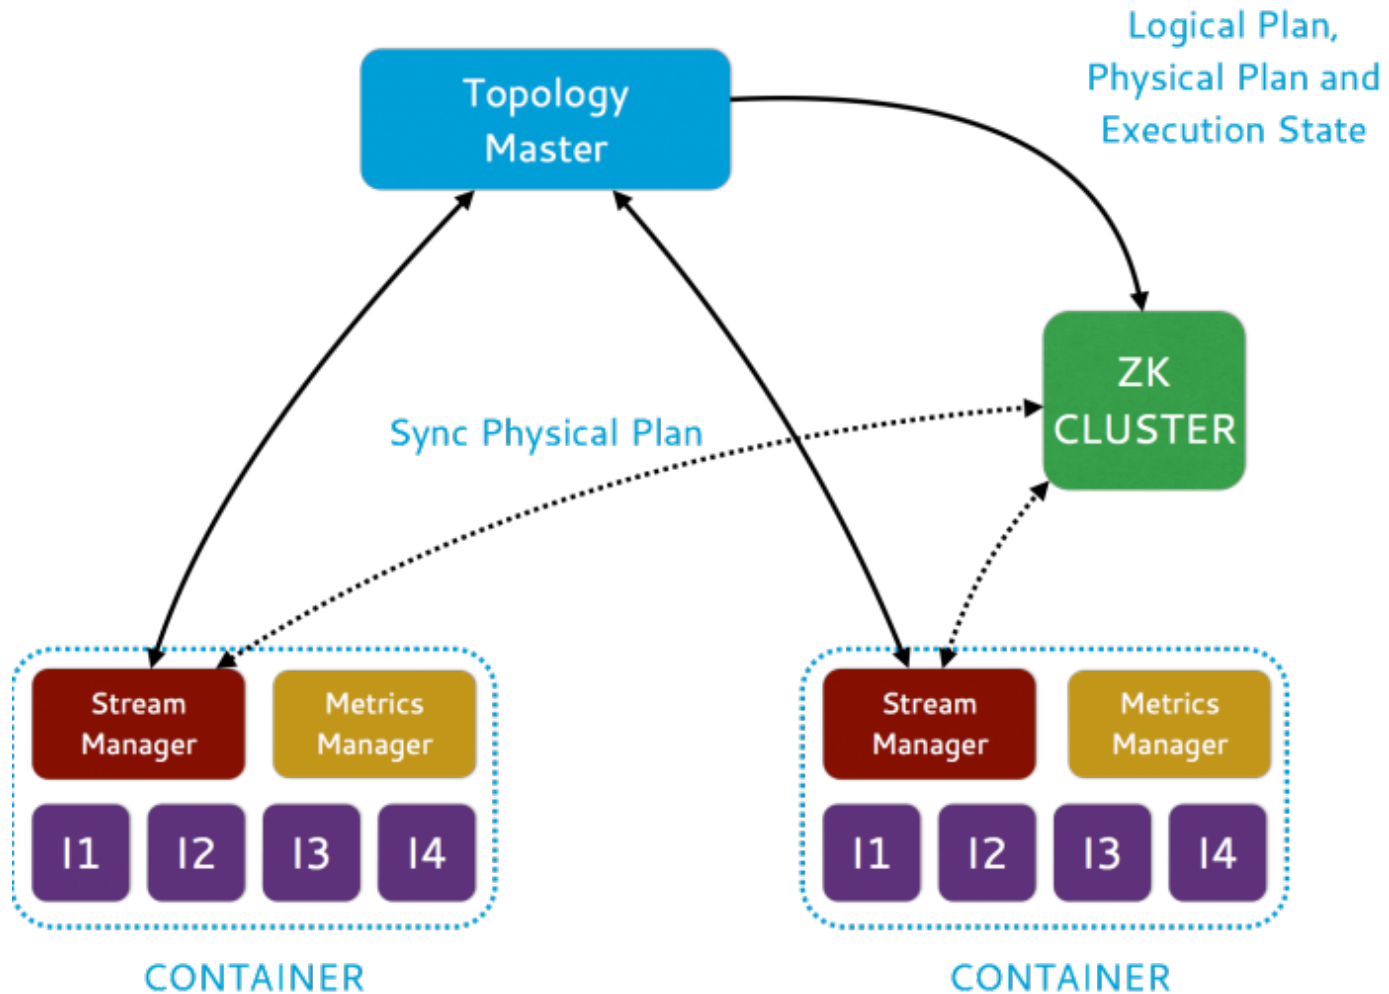 Logical Plan,
Physical Plan and
Execution State
Topology
Master
ZK
CLUSTER
Sync Physical Plan
Stream
Manager
Metrics
Manager
I1
I2
I3
I4
CONTAINER
Stream
Manager
Metrics
Manager
I1
I2
I3
I4
CONTAINER